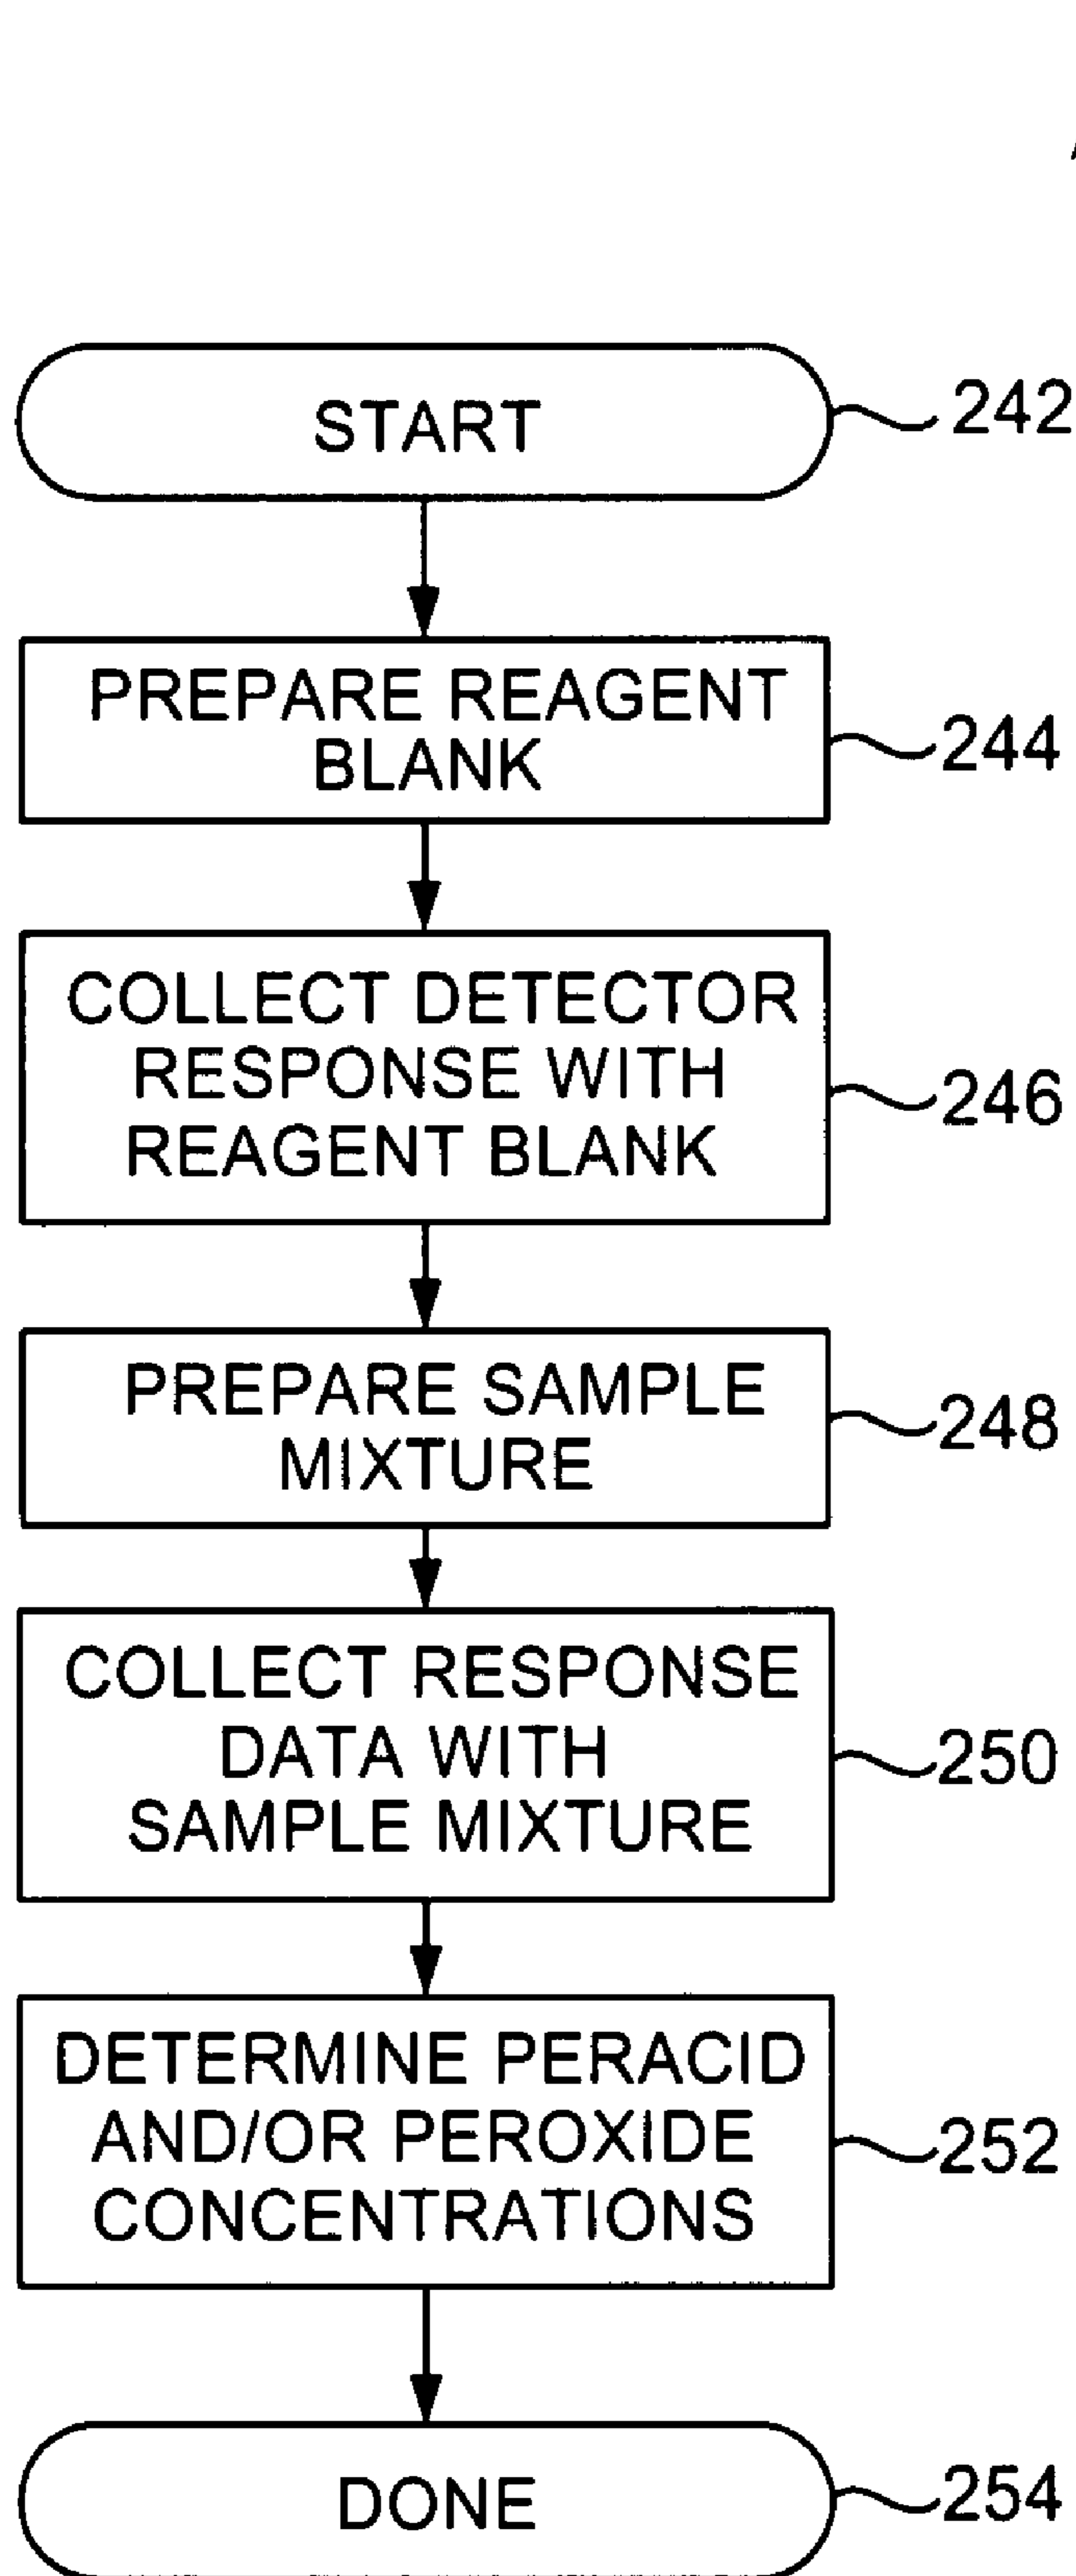 START
242
PREPARE REAGENT
BLANK
244
COLLECT DETECTOR
RESPONSE WITH
REAGENT BLANK
246
PREPARE SAMPLE
MIXTURE
248
COLLECT RESPONSE
DATA WITH
SAMPLE MIXTURE
250
DETERMINE PERACID
AND/OR PEROXIDE
CONCENTRATIONS
252
DONE
254